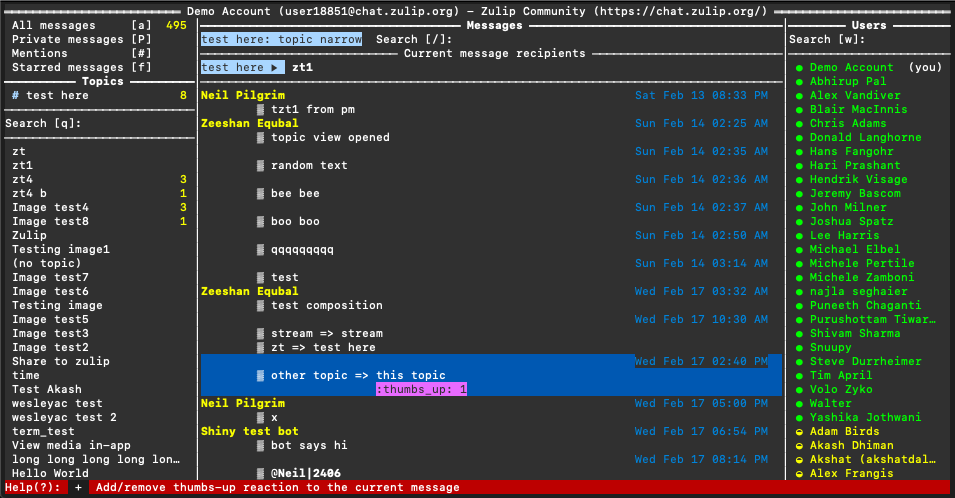 Demo Account (user18851@chat.zulip.org) - Zulip Community (https://chat.zulip.org/)
All messages [a] 495
Private messages [P]
Mentions [#]
Starred messages [f]
Topics
# test here 8
Search [q]:
zt
zt1
zt4 3
zt4 b 1
Image test4 3
Image test8 1
Zulip
Testing image1
(no topic)
Image test7
Image test6
Testing image
Image test5
Image test3
Image test2
Share to zulip
time
Test Akash
wesleyac test
wesleyac test 2
term_test
View media in-app
long long long long lon…
Hello World
Messages
test here: topic narrow Search [/]:
Current message recipients
test here ▶ zt1
Neil Pilgrim Sat Feb 13 08:33 PM
tzt1 from pm
Zeeshan Equbal Sun Feb 14 02:25 AM
topic view opened
Sun Feb 14 02:35 AM
random text
Sun Feb 14 02:36 AM
bee bee
Sun Feb 14 02:37 AM
boo boo
Sun Feb 14 02:50 AM
qqqqqqqqq
Sun Feb 14 03:14 AM
test
Zeeshan Equbal Wed Feb 17 03:32 AM
test composition
Wed Feb 17 10:30 AM
stream => stream
zt => test here
Wed Feb 17 02:40 PM
other topic => this topic
:thumbs_up: 1
Neil Pilgrim Wed Feb 17 05:00 PM
x
Shiny test bot Wed Feb 17 06:54 PM
bot says hi
Wed Feb 17 08:14 PM
@Neil|2406
Users
Search [w]:
Demo Account (you)
Abhirup Pal
Alex Vandiver
Blair MacInnis
Chris Adams
Donald Langhorne
Hans Fangohr
Hari Prashant
Hendrik Visage
Jeremy Bascom
John Milner
Joshua Spatz
Lee Harris
Michael Elbel
Michele Pertile
Michele Zamboni
najla seghaier
Puneeth Chaganti
Purushottam Tiwar…
Shivam Sharma
Snuupy
Steve Durrheimer
Tim April
Volo Zyko
Walter
Yashika Jothwani
Adam Birds
Akash Dhiman
Akshat (akshatdal…
Alex Frangis
Help(?): + Add/remove thumbs-up reaction to the current message